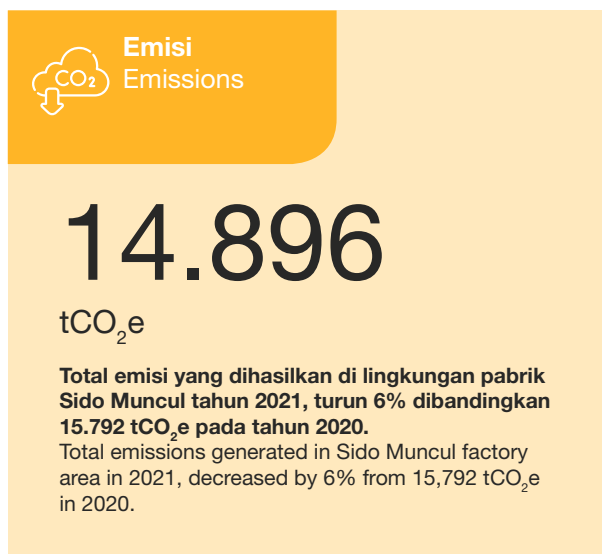 CO₂
Emisi
Emissions
14.896
tCO₂e
Total emisi yang dihasilkan di lingkungan pabrik
Sido Muncul tahun 2021, turun 6% dibandingkan
15.792 tCO₂e pada tahun 2020.
Total emissions generated in Sido Muncul factory
area in 2021, decreased by 6% from 15,792 tCO₂e
in 2020.